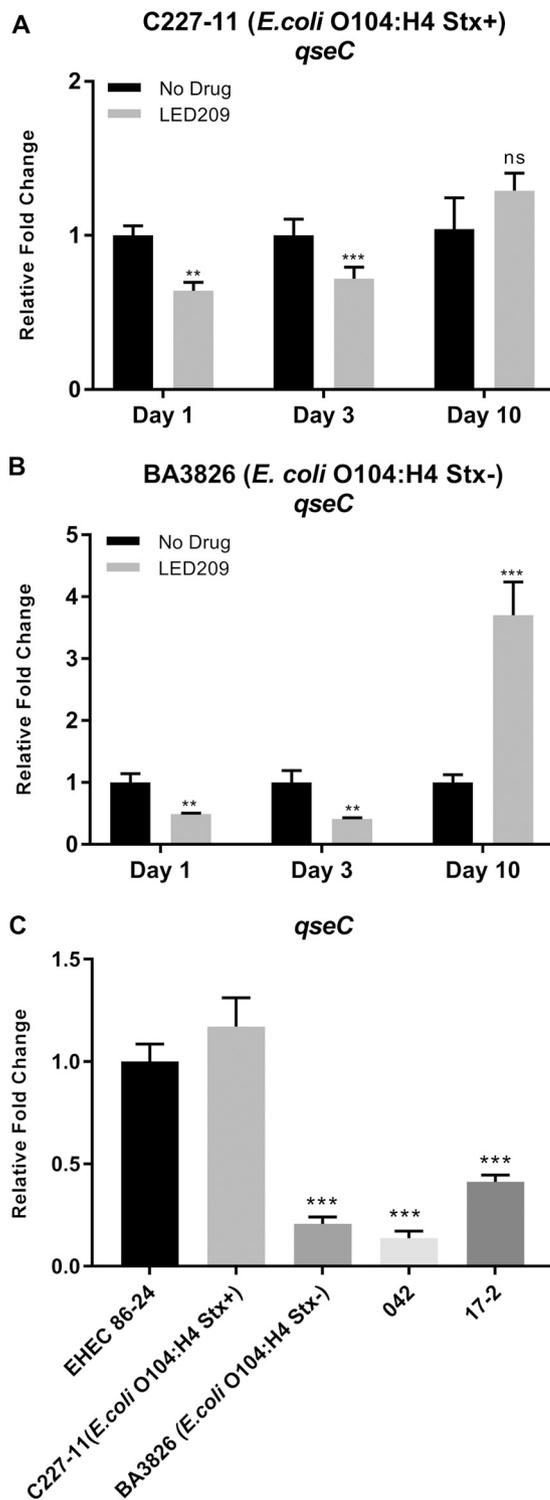 A
C227-11 (E.coli O104:H4 Stx+)
qseC
No Drug
LED209
Relative Fold Change
2
1
0
**
***
ns
Day 1
Day 3
Day 10
B
BA3826 (E. coli O104:H4 Stx-)
qseC
No Drug
LED209
Relative Fold Change
5
4
3
2
1
0
**
**
***
Day 1
Day 3
Day 10
C
qseC
Relative Fold Change
1.5
1.0
0.5
0.0
***
***
***
EHEC 86-24
C227-11(E.coli O104:H4 Stx+)
BA3826 (E.coli O104:H4 Stx-)
042
17-2